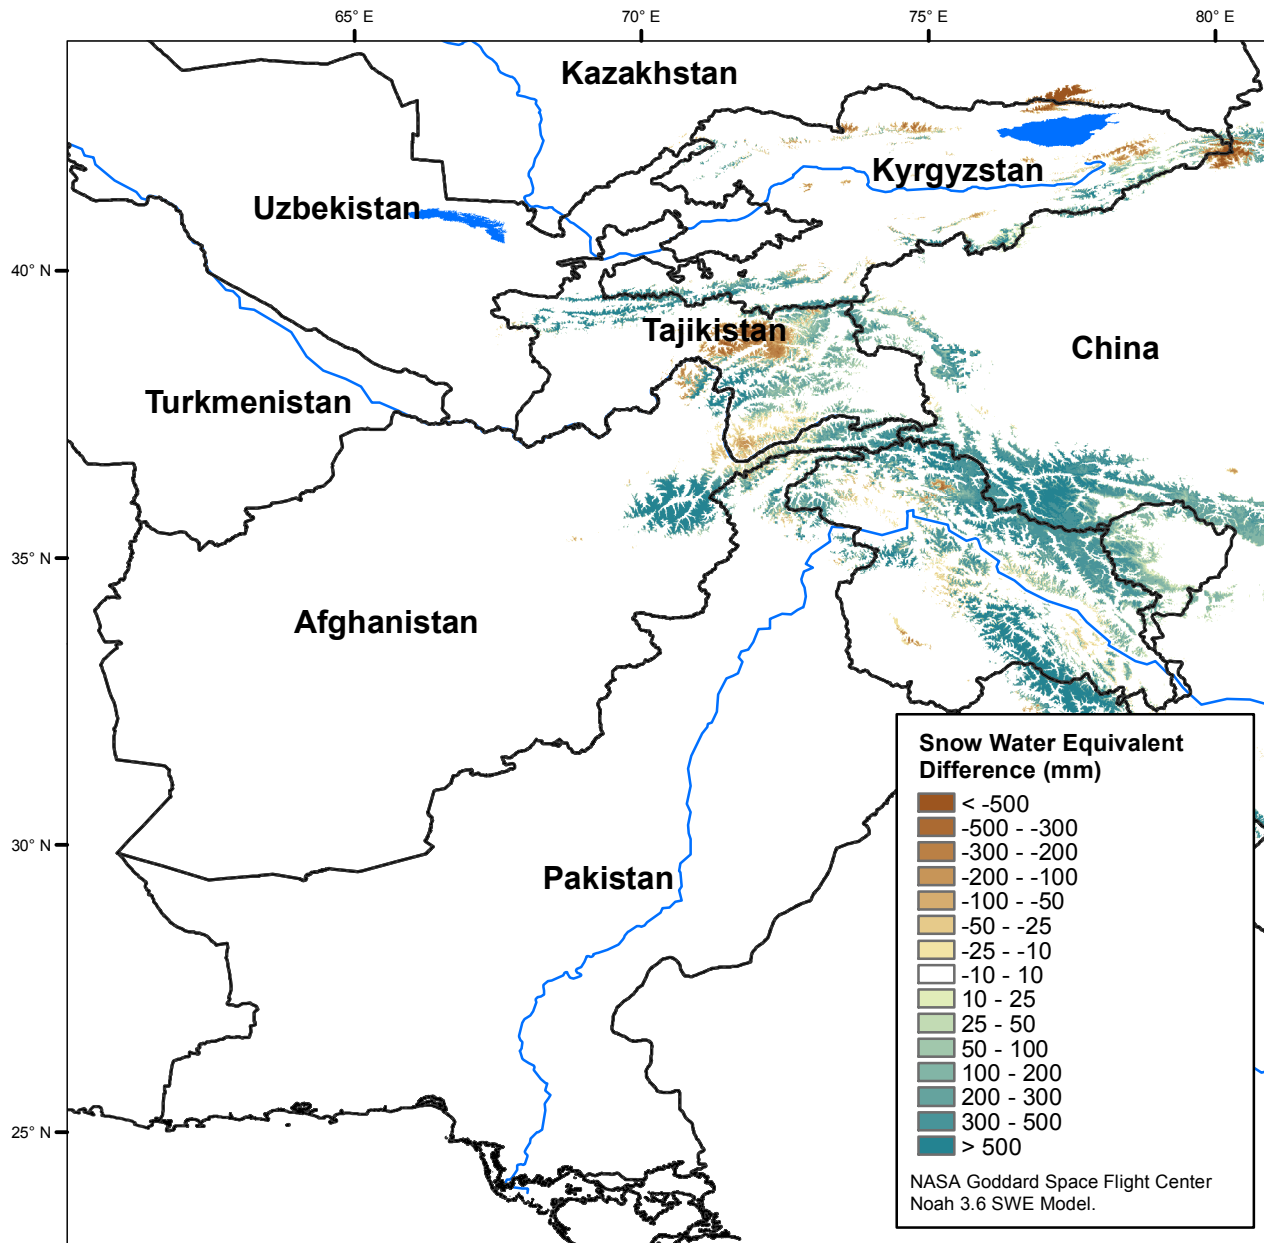 65° E
70° E
75° E
80° E
Kazakhstan
Kyrgyzstan
Uzbekistan
40° N
Tajikistan
China
Turkmenistan
35° N
Afghanistan
Snow Water Equivalent
Difference (mm)
< -500
-500 - -300
-300 - -200
-200 - -100
-100 - -50
-50 - -25
-25 - -10
-10 - 10
10 - 25
25 - 50
50 - 100
100 - 200
200 - 300
300 - 500
> 500
NASA Goddard Space Flight Center
Noah 3.6 SWE Model.
30° N
Pakistan
25° N